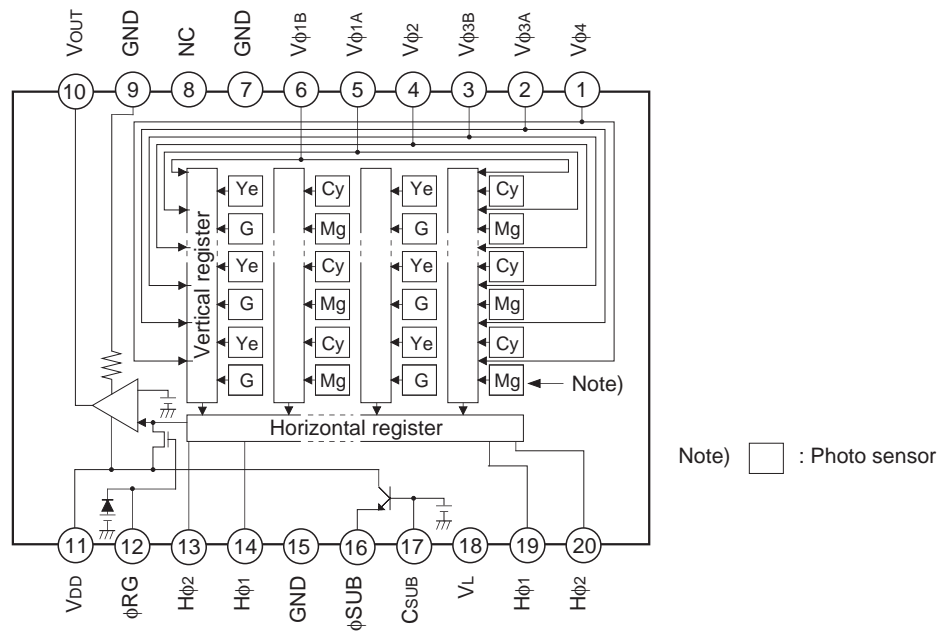 VOUT GND NC GND Vφ1B Vφ1A Vφ2 Vφ3B Vφ3A Vφ4
10 9 8 7 6 5 4 3 2 1
Vertical register
Ye Cy Ye Cy
G Mg G Mg
Ye Cy Ye Cy
G Mg G Mg
Ye Cy Ye Cy
G Mg G Mg Note)
Horizontal register
Note) : Photo sensor
11 12 13 14 15 16 17 18 19 20
VDD φRG Hφ2 Hφ1 GND φSUB CSUB VL Hφ1 Hφ2